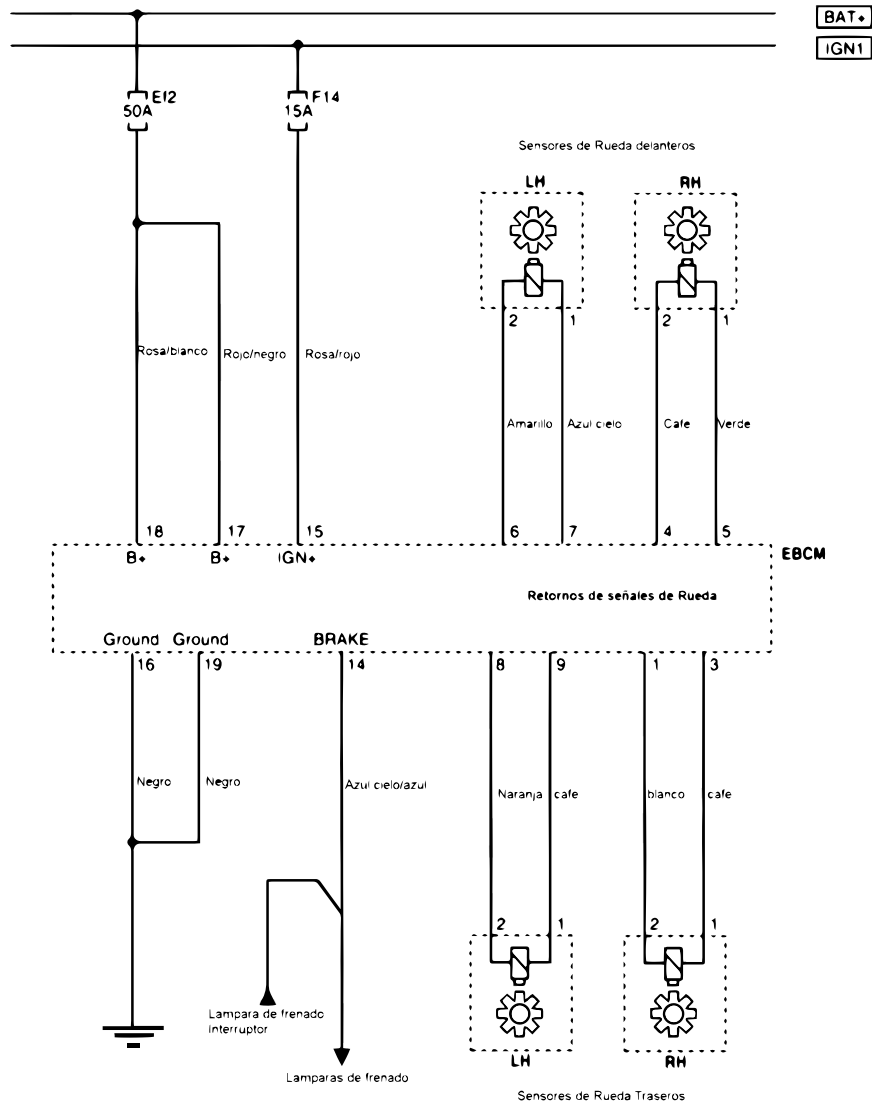 BAT+
IGN1
Ef2
50A
F14
15A
Sensores de Rueda delanteros
LH
RH
2 1 2 1
Rosa/blanco Rojo/negro Rosa/rojo
Amarillo Azul cielo Cafe Verde
18 17 15 6 7 4 5
B+ B+ IGN+
EBCM
Retornos de señales de Rueda
Ground Ground BRAKE
16 19 14 8 9 1 3
Negro Negro Azul cielo/azul Naranja cafe blanco cafe
2 1 2 1
Lampara de frenado
interruptor
LH
RH
Lamparas de frenado
Sensores de Rueda Traseros